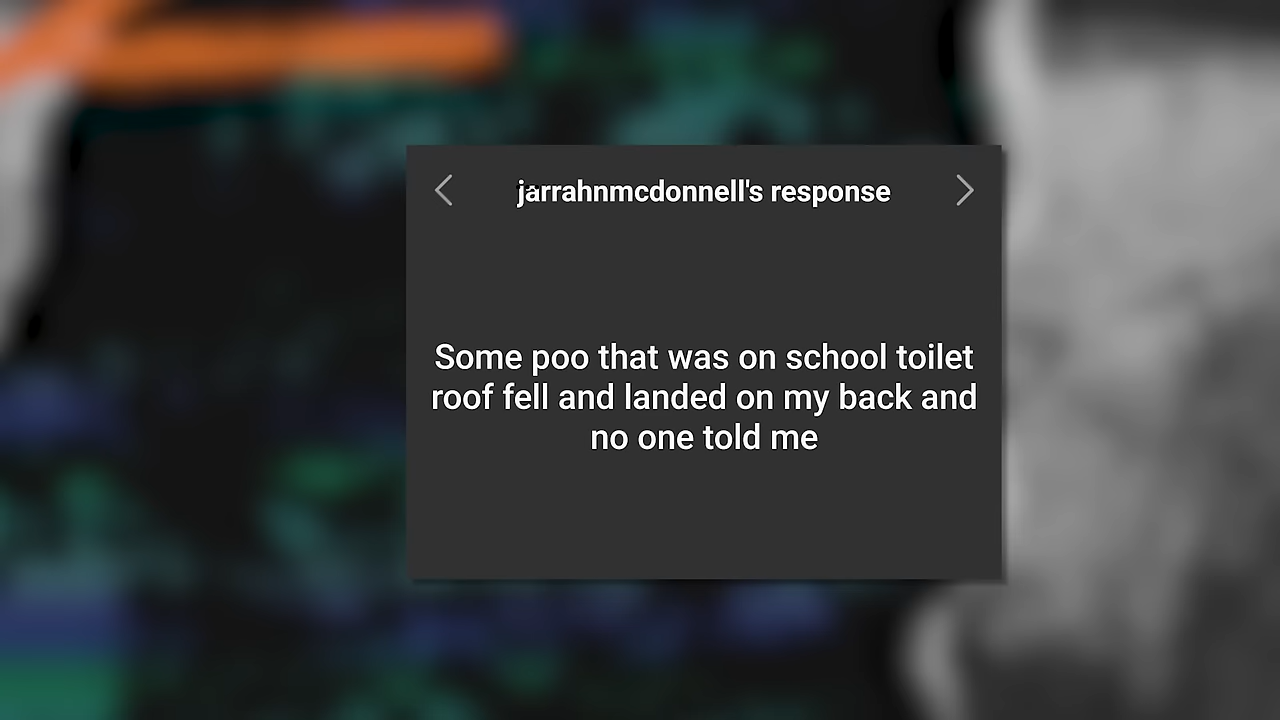 jarrahnmcdonnell's response
Some poo that was on school toilet
roof fell and landed on my back and
no one told me